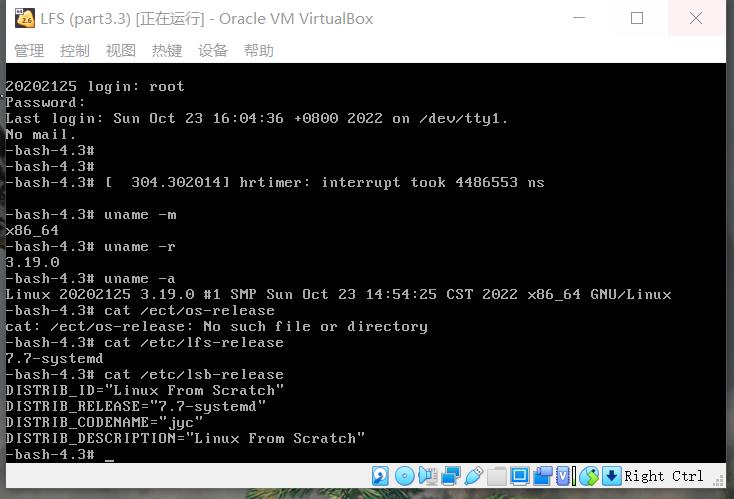 2.6
LFS (part3.3) [正在运行] - Oracle VM VirtualBox
管理 控制 视图 热键 设备 帮助
20202125 login: root
Password:
Last login: Sun Oct 23 16:04:36 +0800 2022 on /dev/tty1.
No mail.
-bash-4.3#
-bash-4.3#
-bash-4.3# [  304.302014] hrtimer: interrupt took 4486553 ns
-bash-4.3# uname -m
x86_64
-bash-4.3# uname -r
3.19.0
-bash-4.3# uname -a
Linux 20202125 3.19.0 #1 SMP Sun Oct 23 14:54:25 CST 2022 x86_64 GNU/Linux
-bash-4.3# cat /ect/os-release
cat: /ect/os-release: No such file or directory
-bash-4.3# cat /etc/lfs-release
7.7-systemd
-bash-4.3# cat /etc/lsb-release
DISTRIB_ID="Linux From Scratch"
DISTRIB_RELEASE="7.7-systemd"
DISTRIB_CODENAME="jyc"
DISTRIB_DESCRIPTION="Linux From Scratch"
-bash-4.3# _
Right Ctrl